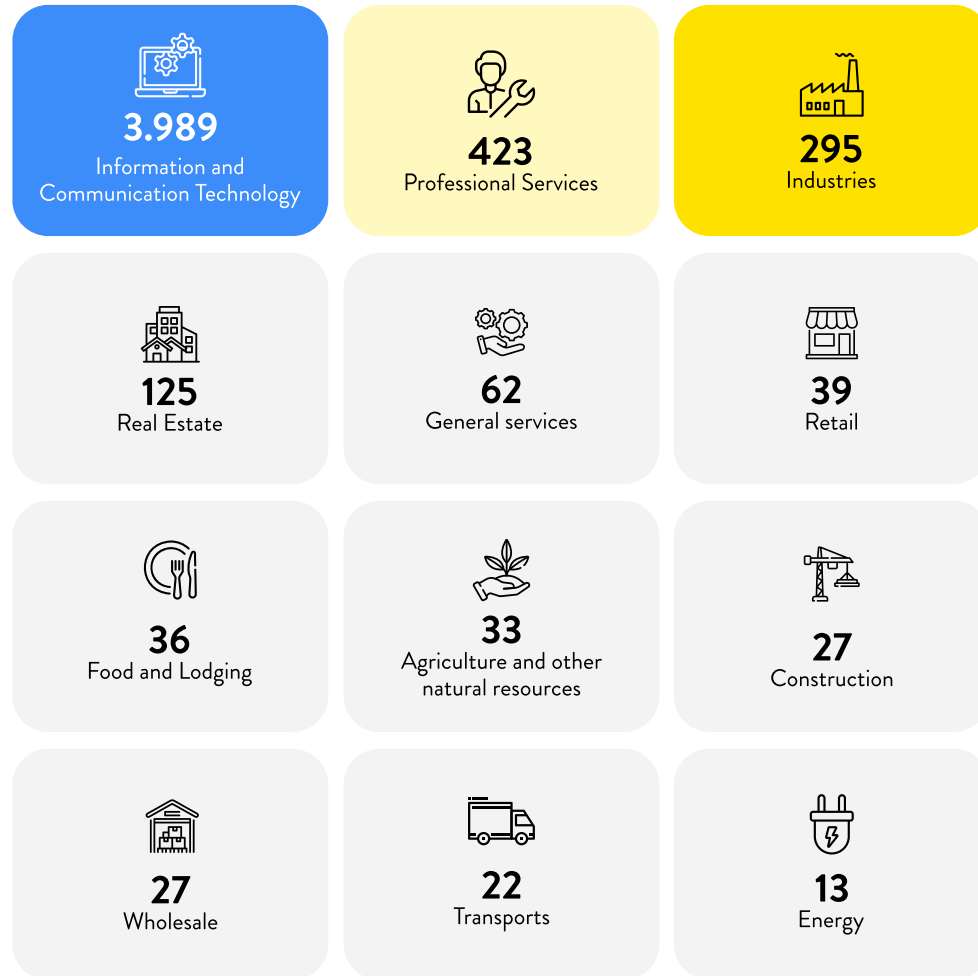 3.989
Information and
Communication Technology
423
Professional Services
295
Industries
125
Real Estate
62
General services
39
Retail
36
Food and Lodging
33
Agriculture and other
natural resources
27
Construction
27
Wholesale
22
Transports
13
Energy